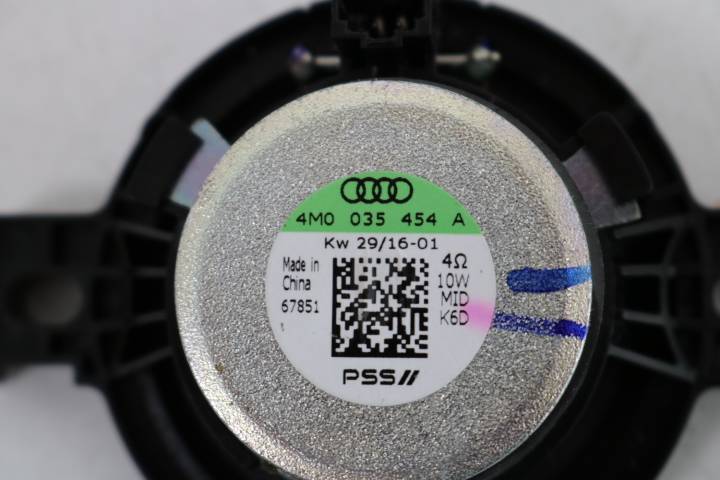 4M0 035 454 A
Kw 29/16-01
Made in
China
67851
4Ω
10W
MID
K6D
PSS//